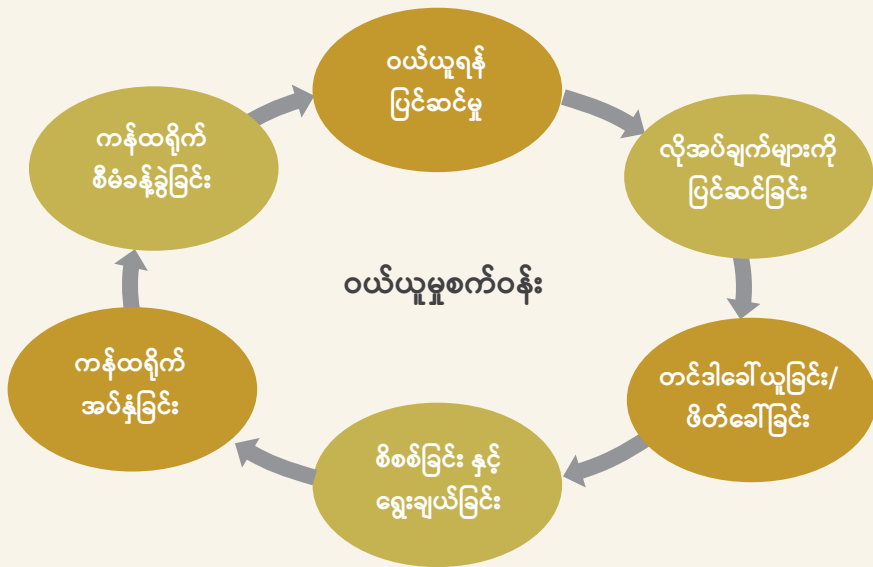 ဝယ်ယူရန်
ပြင်ဆင်မှု
လိုအပ်ချက်များကို
ပြင်ဆင်ခြင်း
တင်ဒါခေါ်ယူခြင်း/
ဖိတ်ခေါ်ခြင်း
စိစစ်ခြင်း နှင့်
ရွေးချယ်ခြင်း
ကန်ထရိုက်
အပ်နှံခြင်း
ကန်ထရိုက်
စီမံခန့်ခွဲခြင်း
ဝယ်ယူမှုစက်ဝန်း